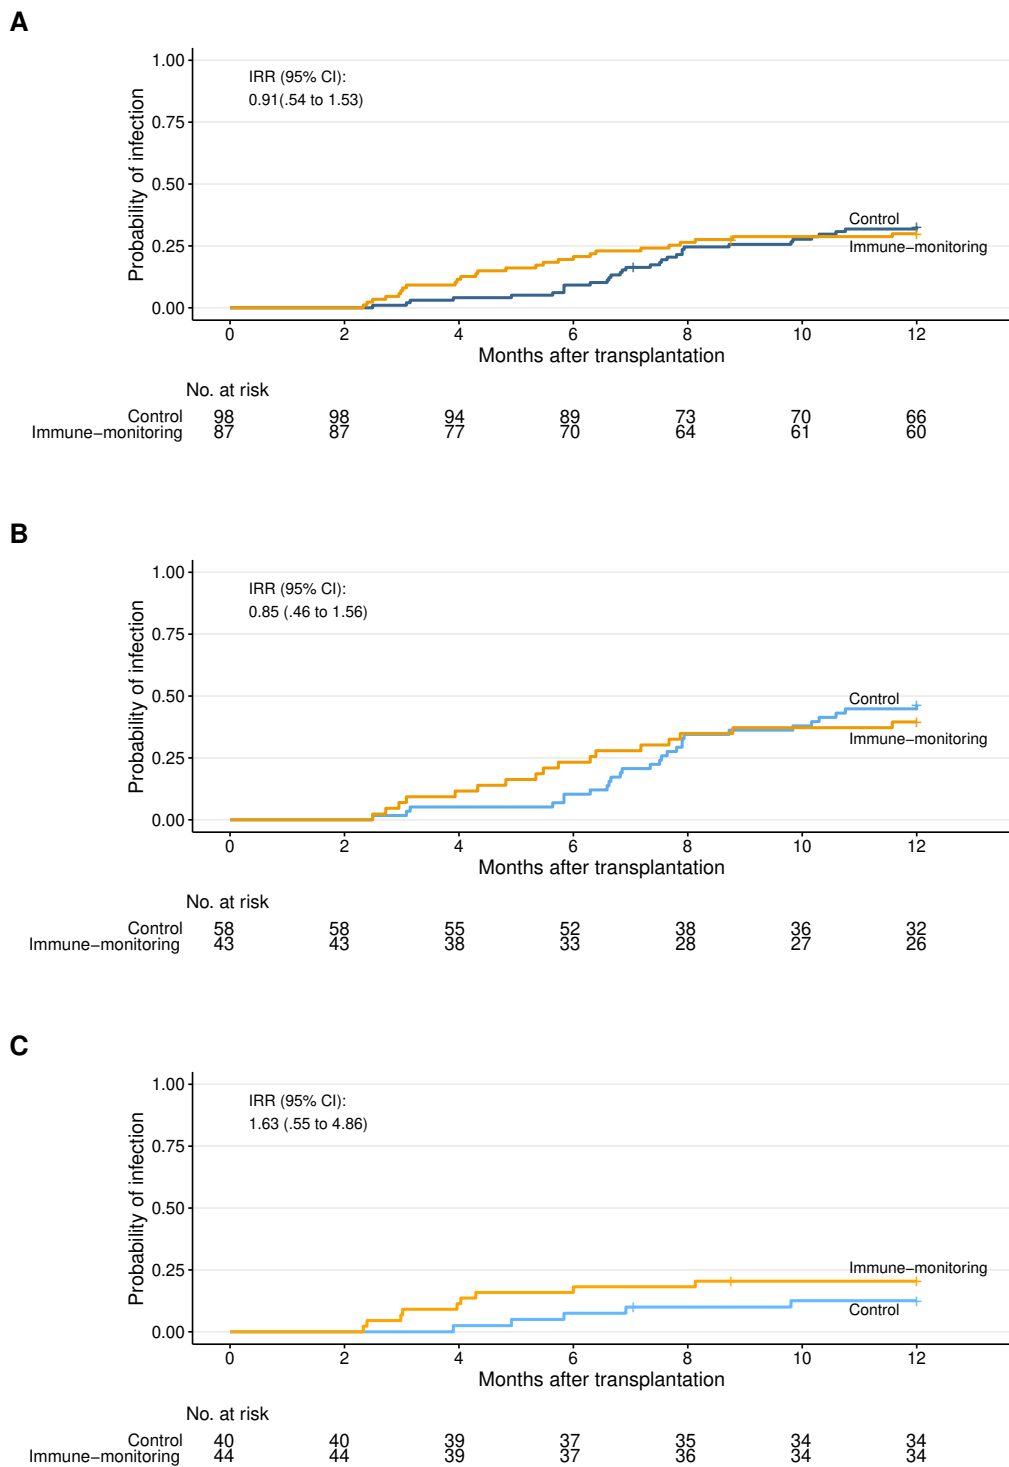 A
1.00
IRR (95% CI):
0.91(.54 to 1.53)
0.75
0.50
0.25
0.00
Probability of infection
Control
Immune−monitoring
0 2 4 6 8 10 12
Months after transplantation
No. at risk
Control 98 98 94 89 73 70 66
Immune−monitoring 87 87 77 70 64 61 60
B
1.00
IRR (95% CI):
0.85 (.46 to 1.56)
0.75
0.50
0.25
0.00
Probability of infection
Control
Immune−monitoring
0 2 4 6 8 10 12
Months after transplantation
No. at risk
Control 58 58 55 52 38 36 32
Immune−monitoring 43 43 38 33 28 27 26
C
1.00
IRR (95% CI):
1.63 (.55 to 4.86)
0.75
0.50
0.25
0.00
Probability of infection
Immune−monitoring
Control
0 2 4 6 8 10 12
Months after transplantation
No. at risk
Control 40 40 39 37 35 34 34
Immune−monitoring 44 44 39 37 36 34 34